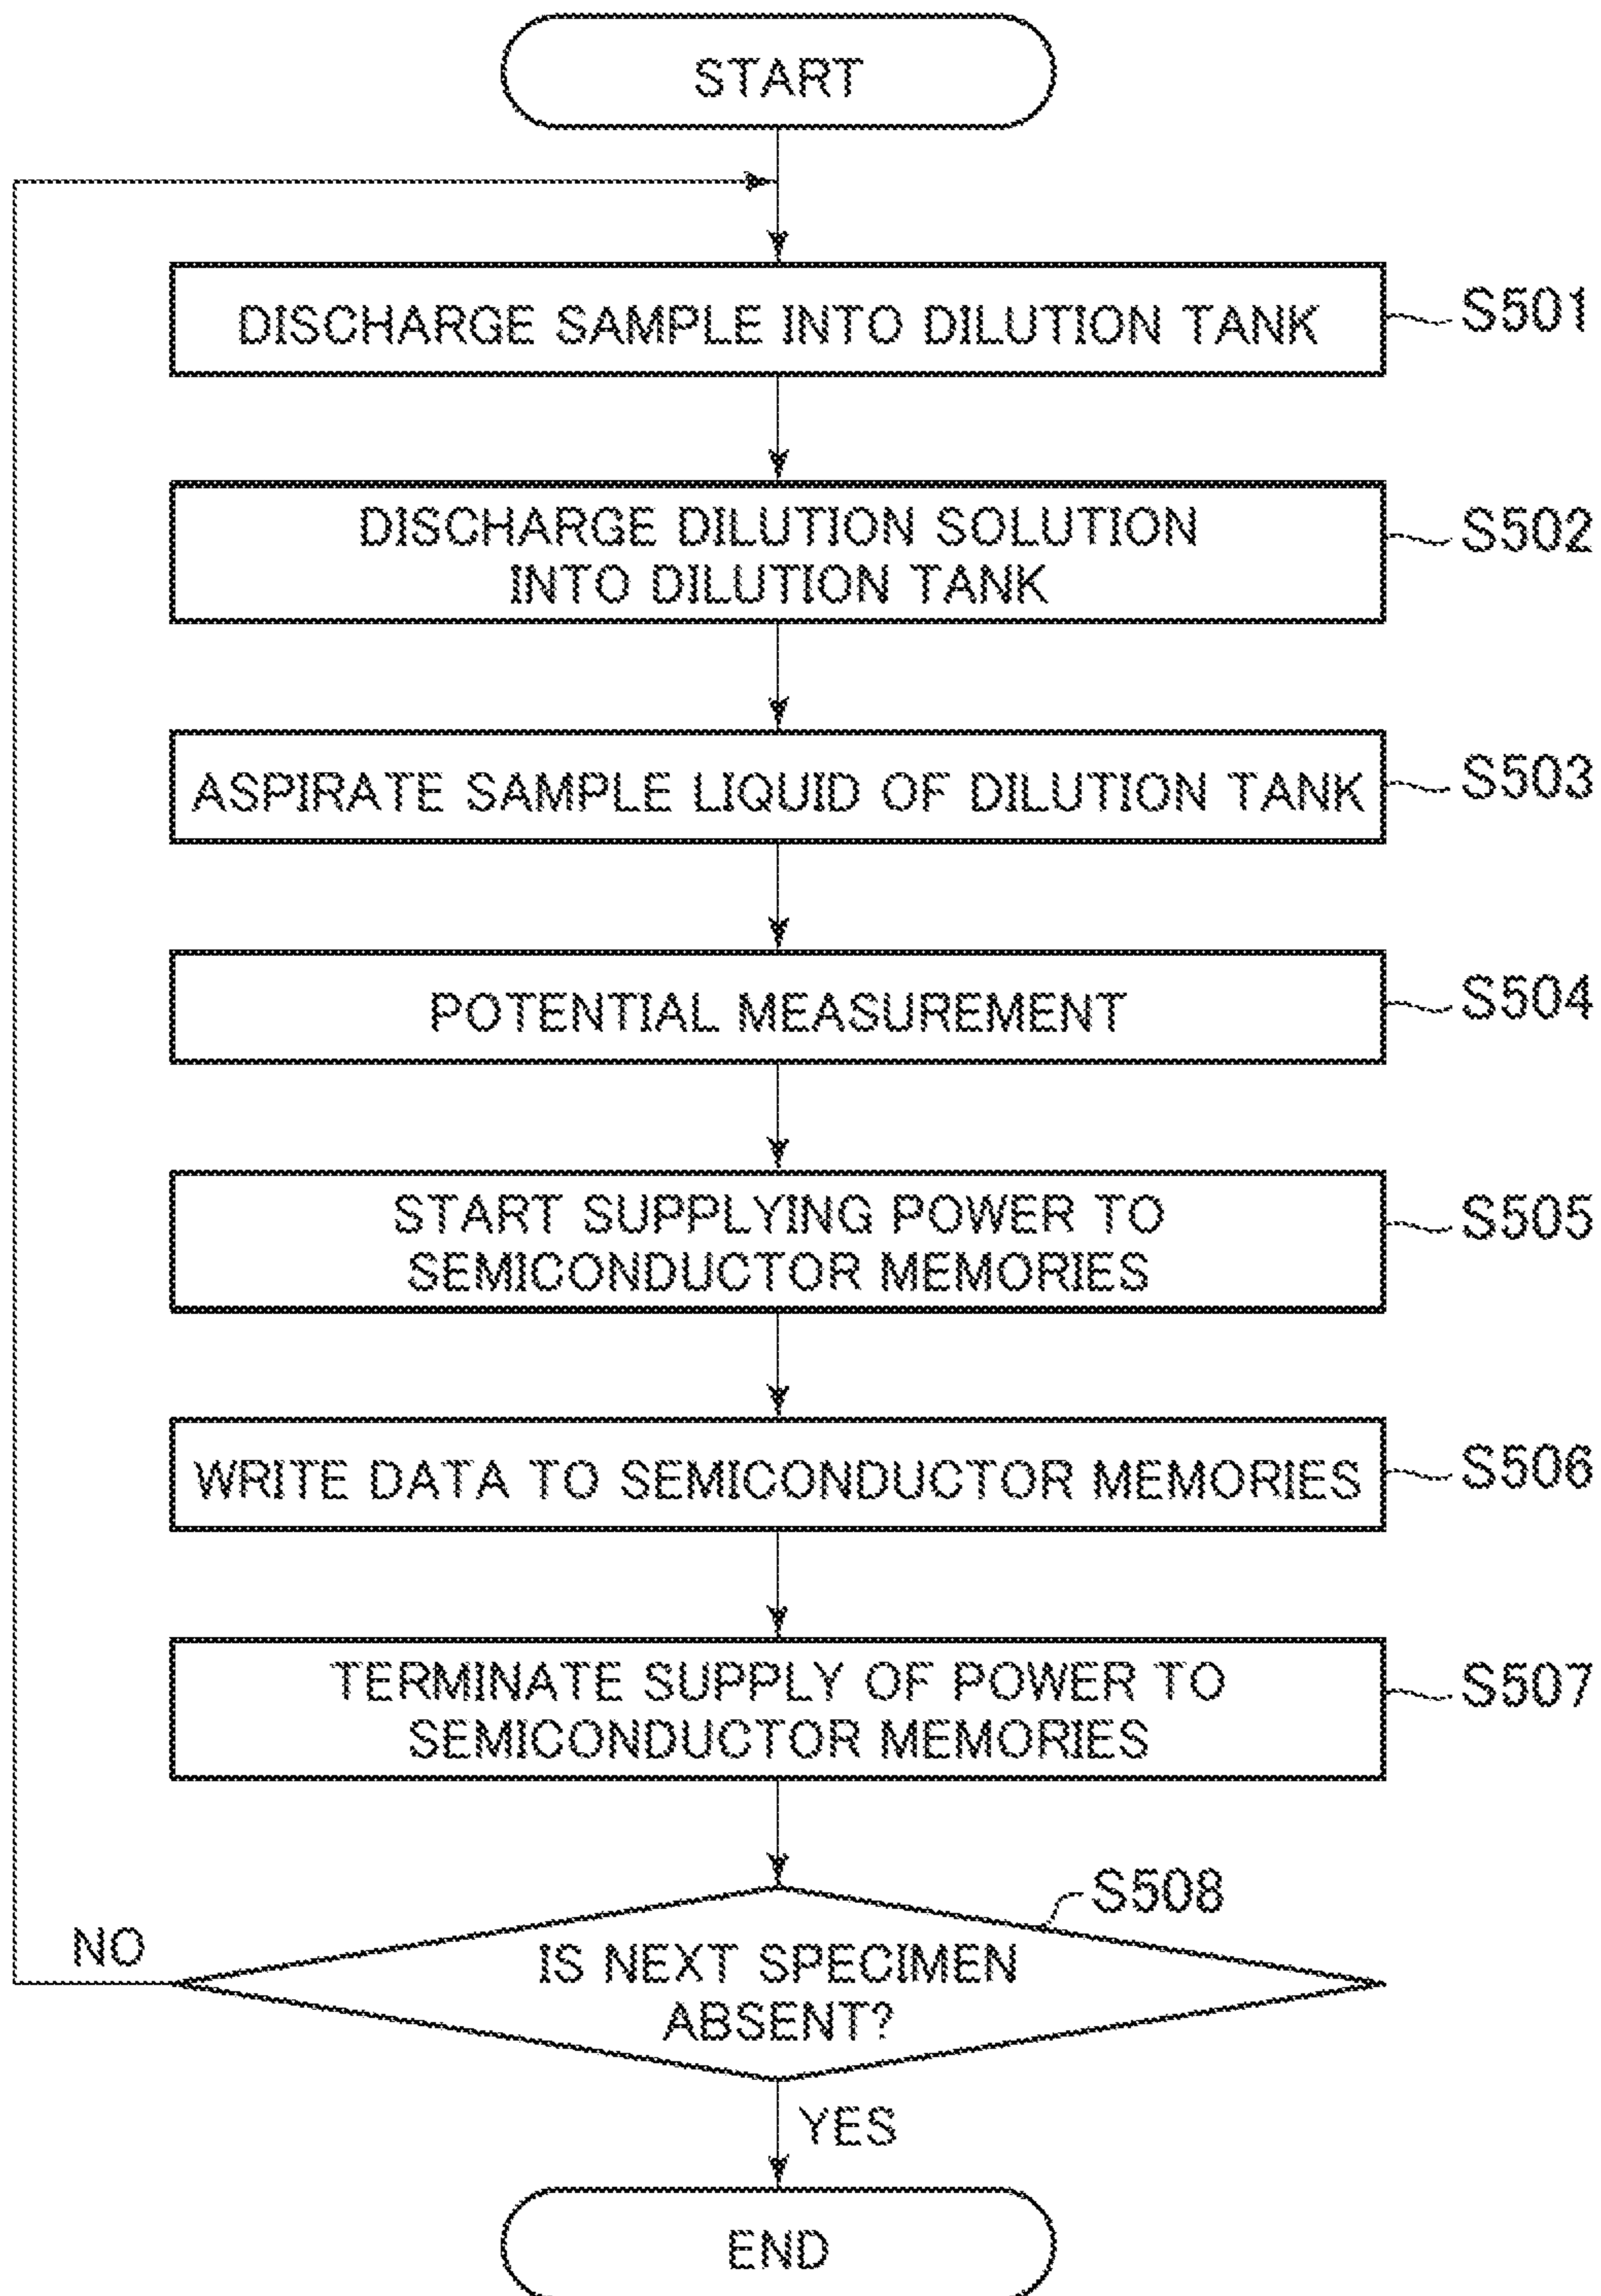 START
DISCHARGE SAMPLE INTO DILUTION TANK
S501
DISCHARGE DILUTION SOLUTION
INTO DILUTION TANK
S502
ASPIRATE SAMPLE LIQUID OF DILUTION TANK
S503
POTENTIAL MEASUREMENT
S504
START SUPPLYING POWER TO
SEMICONDUCTOR MEMORIES
S505
WRITE DATA TO SEMICONDUCTOR MEMORIES
S506
TERMINATE SUPPLY OF POWER TO
SEMICONDUCTOR MEMORIES
S507
S508
NO
IS NEXT SPECIMEN
ABSENT?
YES
END